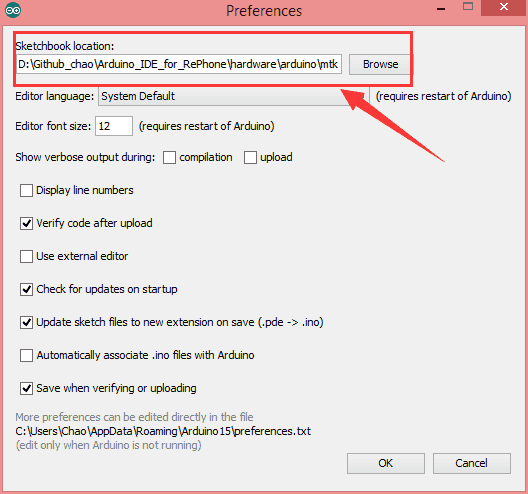 Preferences
Sketchbook location:
D:\Github_chao\Arduino_IDE_for_RePhone\hardware\arduino\mtk Browse
Editor language: System Default (requires restart of Arduino)
Editor font size: 12 (requires restart of Arduino)
Show verbose output during: compilation upload
Display line numbers
Verify code after upload
Use external editor
Check for updates on startup
Update sketch files to new extension on save (.pde -> .ino)
Automatically associate .ino files with Arduino
Save when verifying or uploading
More preferences can be edited directly in the file
C:\Users\Chao\AppData\Roaming\Arduino15\preferences.txt
(edit only when Arduino is not running)
OK Cancel